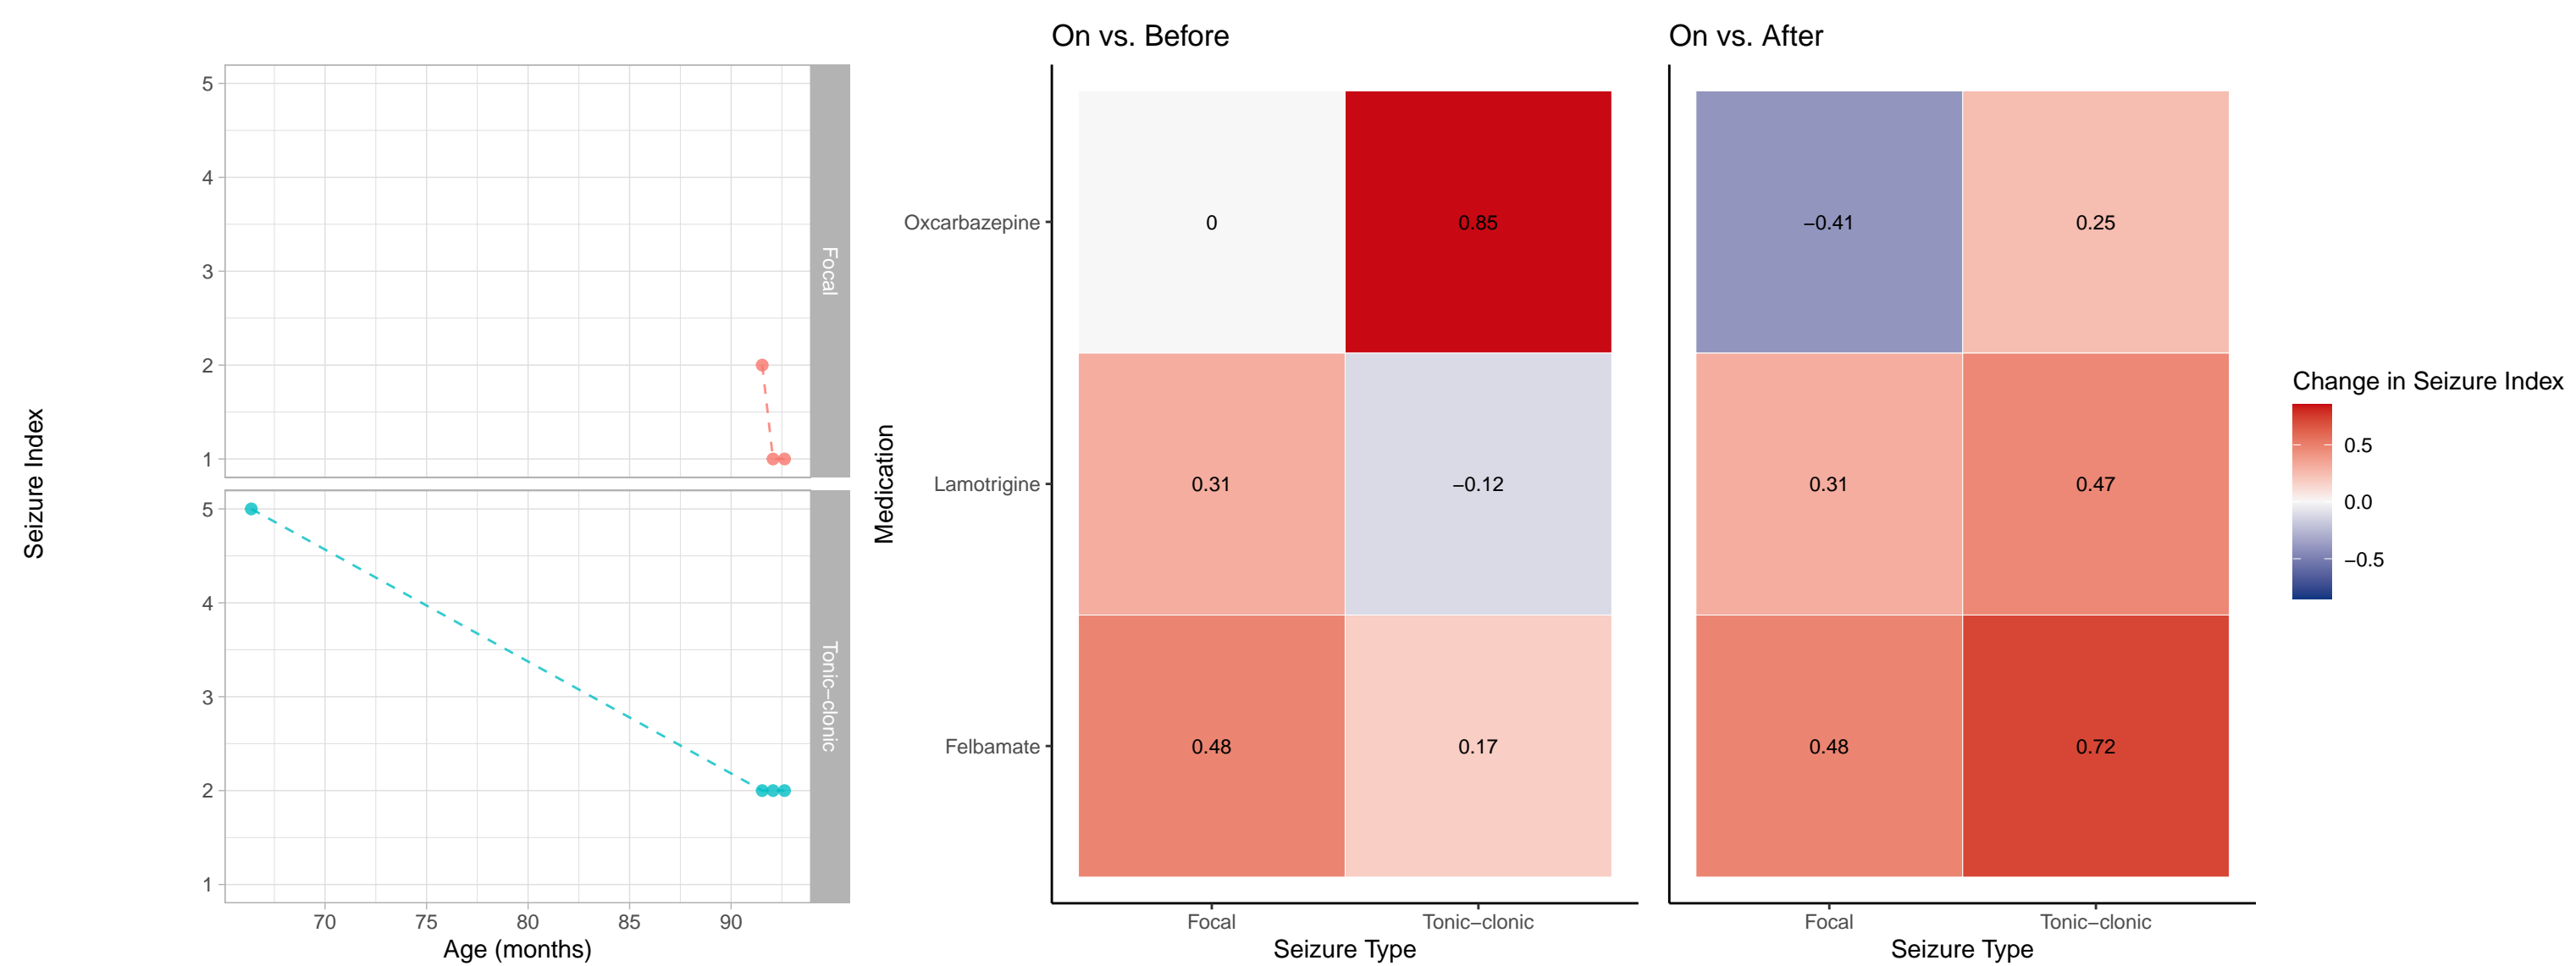 On vs. Before
On vs. After
Seizure Index
5
4
3
2
1
Focal
5
4
3
2
1
Tonic−clonic
70 75 80 85 90
Age (months)
Medication
Oxcarbazepine
Lamotrigine
Felbamate
0 0.85
0.31 −0.12
0.48 0.17
Focal Tonic−clonic
Seizure Type
−0.41 0.25
0.31 0.47
0.48 0.72
Focal Tonic−clonic
Seizure Type
Change in Seizure Index
0.5
0.0
−0.5